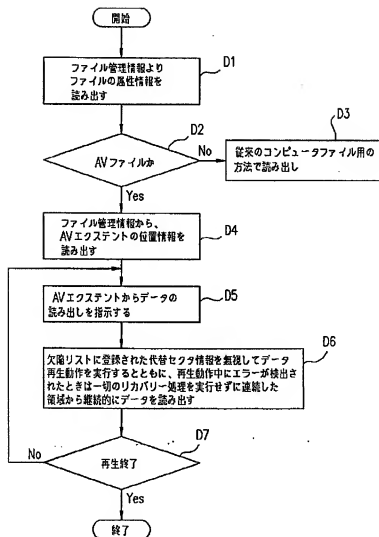 開始
ファイル管理情報より
ファイルの属性情報を
読み出す
D1
AVファイルか
D2
No
D3
従来のコンピュータファイル用の
方法で読み出し
Yes
ファイル管理情報から、
AVエクステントの位置情報を
読み出す
D4
AVエクステントからデータの
読み出しを指示する
D5
欠陥リストに登録された代替セクタ情報を無視してデータ
再生動作を実行するとともに、再生動作中にエラーが検出さ
れたときは一切のリカバリー処理を実行せずに連続した
領域から継続的にデータを読み出す
D6
No
再生終了
D7
Yes
終了